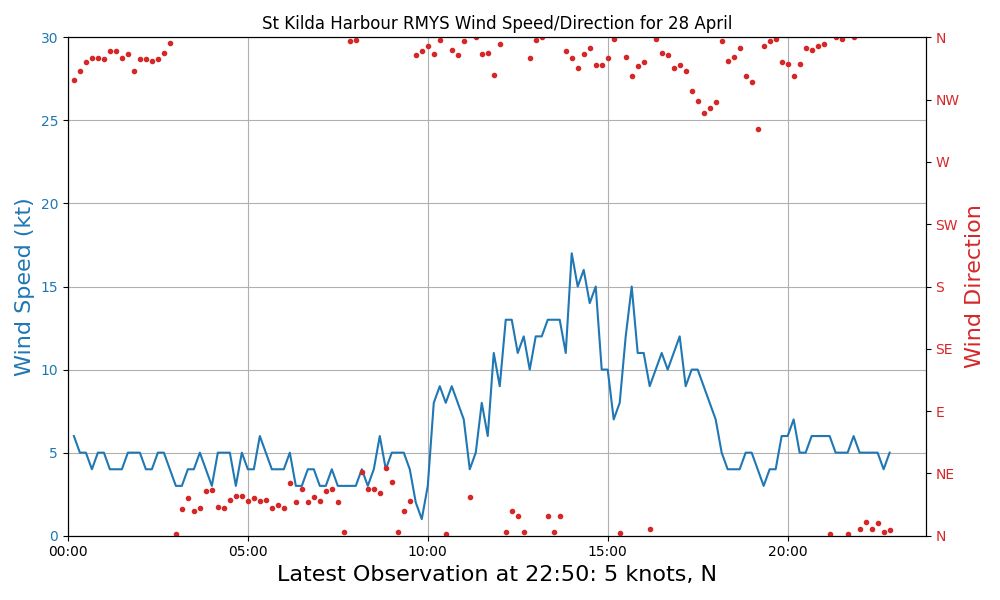 St Kilda Harbour RMYS Wind Speed/Direction for 28 April
30
25
20
15
10
5
0
Wind Speed (kt)
N
NW
W
SW
S
SE
E
NE
N
Wind Direction
00:00 05:00 10:00 15:00 20:00
Latest Observation at 22:50: 5 knots, N